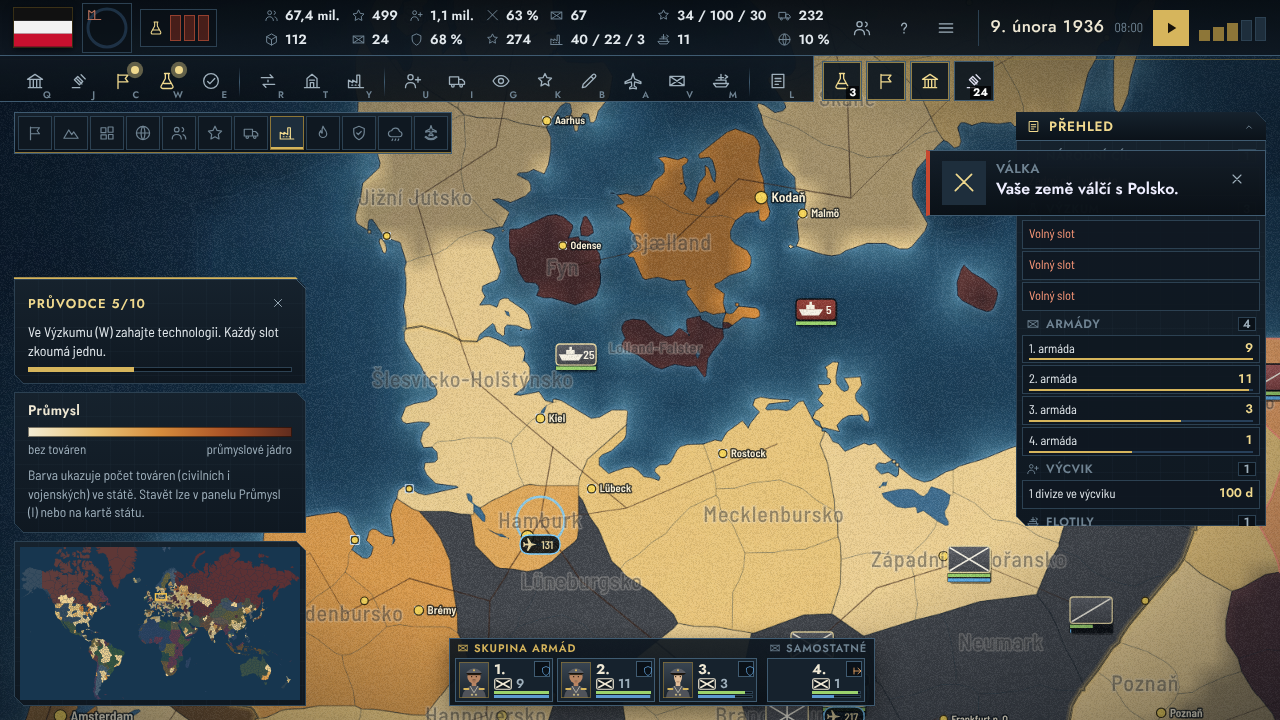 67,4 mil. 499 1,1 mil. 63 % 67 34 / 100 / 30 232
112 24 68 % 274 40 / 22 / 3 11 10 %
9. února 1936 08:00
Q J C W E R T Y U I G K B A V M L
3 24
PŘEHLED
VÁLKA
Vaše země válčí s Polskem.
Volný slot
Volný slot
Volný slot
ARMÁDY 4
1. armáda 9
2. armáda 11
3. armáda 3
4. armáda 1
VÝCVIK 1
1 divize ve výcviku 100 d
FLOTILY 1
PRŮVODCE 5/10
Ve Výzkumu (W) zahajte technologii. Každý slot
zkoumá jednu.
Průmysl
bez továren průmyslové jádro
Barva ukazuje počet továren (civilních i
vojenských) ve státě. Stavět lze v panelu Průmysl
(I) nebo na kartě státu.
Skåne
Aarhus
Jižní Jutsko
Kodaň
Malmö
Odense
Sjælland
Fyn
5
25
Lolland-Falster
Šlesvicko-Holštýnsko
Kiel
Rostock
Lübeck
Hamburk
131
Mecklenbursko
Lüneburgsko
Brémy
Neumark
Poznaň
Poznaň
Amsterdam
Hannoversko
217
Frankfurt n. O.
SKUPINA ARMÁD SAMOSTATNÉ
1. 9
2. 11
3. 3
4. 1